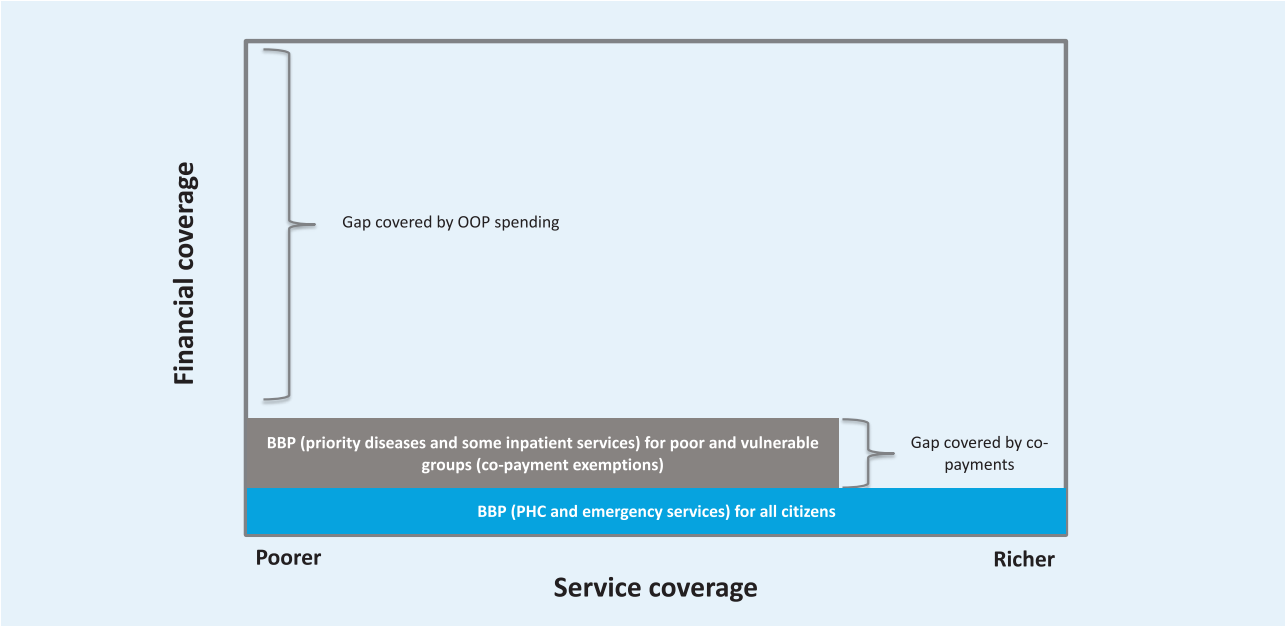 Financial coverage
Gap covered by OOP spending
BBP (priority diseases and some inpatient services) for poor and vulnerable
groups (co-payment exemptions)
Gap covered by co-
payments
BBP (PHC and emergency services) for all citizens
Poorer
Richer
Service coverage